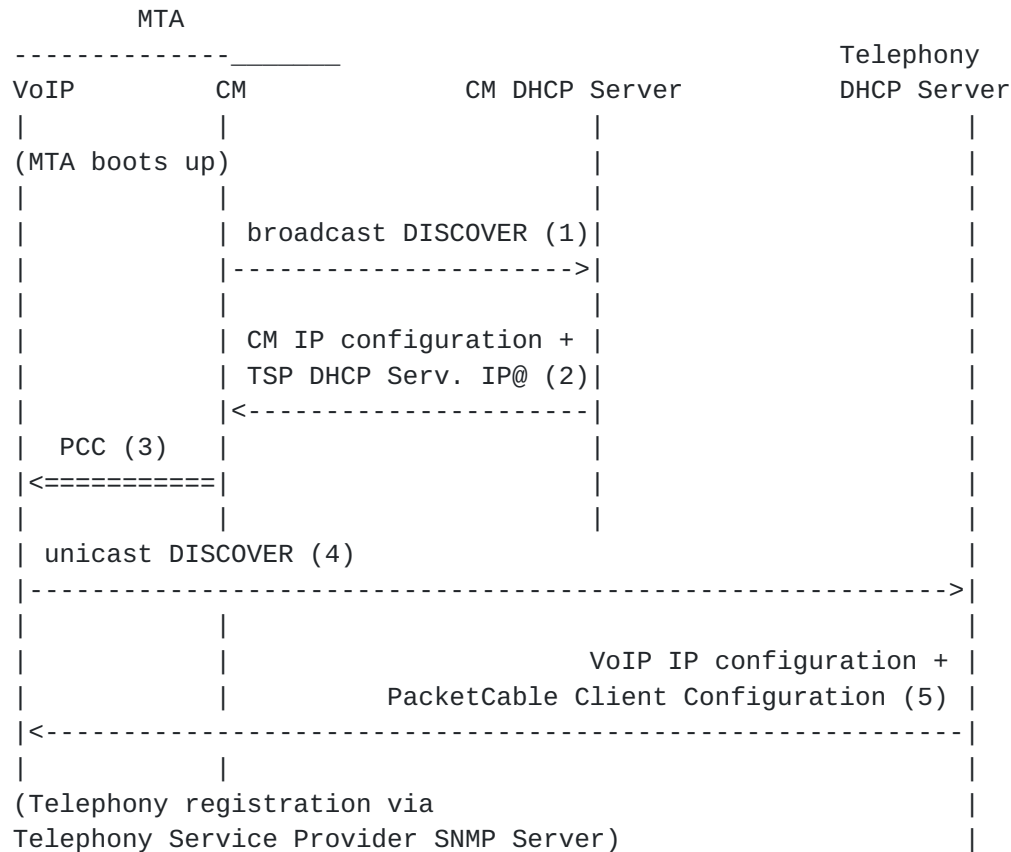 MTA
--------------_______ Telephony
VoIP CM CM DHCP Server DHCP Server
| | | |
(MTA boots up) | |
| | | |
| | broadcast DISCOVER (1)| |
| |---------------------->| |
| | | |
| | CM IP configuration + | |
| | TSP DHCP Serv. IP@ (2)| |
| |<----------------------| |
| PCC (3) | | |
|<===========| | |
| | | |
| unicast DISCOVER (4) |
|----------------------------------------------------------->|
| | |
| | VoIP IP configuration + |
| | PacketCable Client Configuration (5) |
|<-----------------------------------------------------------|
| | |
(Telephony registration via |
Telephony Service Provider SNMP Server) |